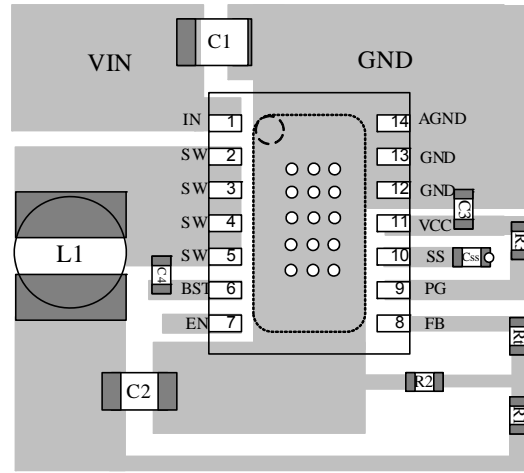 C1
VIN
GND
IN 1
14 AGND
SW 2
13 GND
SW 3
12 GND
C3
SW 4
11 VCC
L1
SW 5
10 SS
Css
C4
BST 6
9 PG
EN 7
8 FB
R2
C2